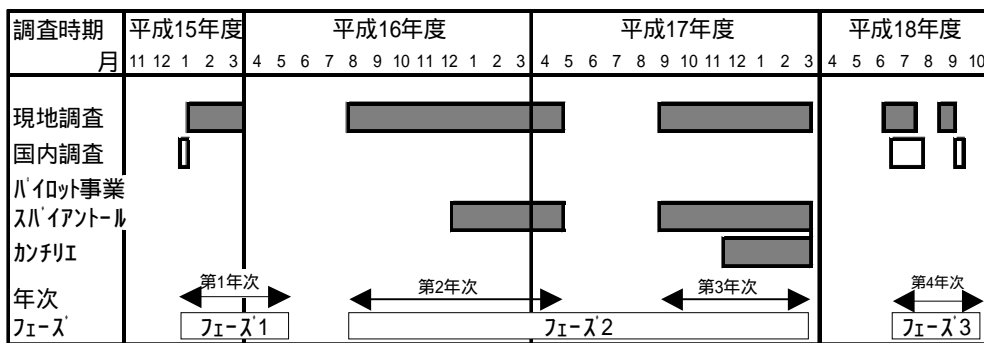 調査時期 平成15年度 平成16年度 平成17年度 平成18年度
月 11 12 1 2 3 4 5 6 7 8 9 10 11 12 1 2 3 4 5 6 7 8 9 10 11 12 1 2 3 4 5 6 7 8 9 10
現地調査
国内調査
ﾊﾟｲﾛｯﾄ事業
ｽﾊﾞｲｱﾝﾄｰﾙ
ｶﾝﾁﾘｴ
年次 第1年次 第2年次 第3年次 第4年次
ﾌｪｰｽﾞ ﾌｪｰｽﾞ1 ﾌｪｰｽﾞ2 ﾌｪｰｽﾞ3